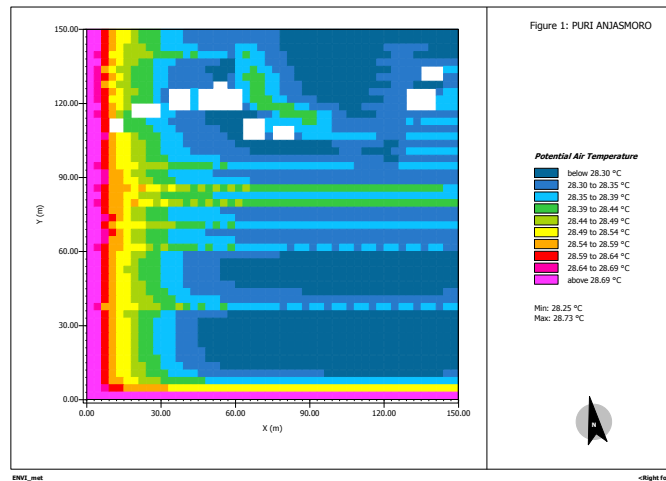 Figure 1: PURI ANJASMORO
150.00
120.00
90.00
60.00
30.00
0.00
Y (m)
0.00 30.00 60.00 90.00 120.00 150.00
X (m)
Potential Air Temperature
below 28.30 °C
28.30 to 28.35 °C
28.35 to 28.39 °C
28.39 to 28.44 °C
28.44 to 28.49 °C
28.49 to 28.54 °C
28.54 to 28.59 °C
28.59 to 28.64 °C
28.64 to 28.69 °C
above 28.69 °C
Min: 28.25 °C
Max: 28.73 °C
N
ENVI_met
<Right fo